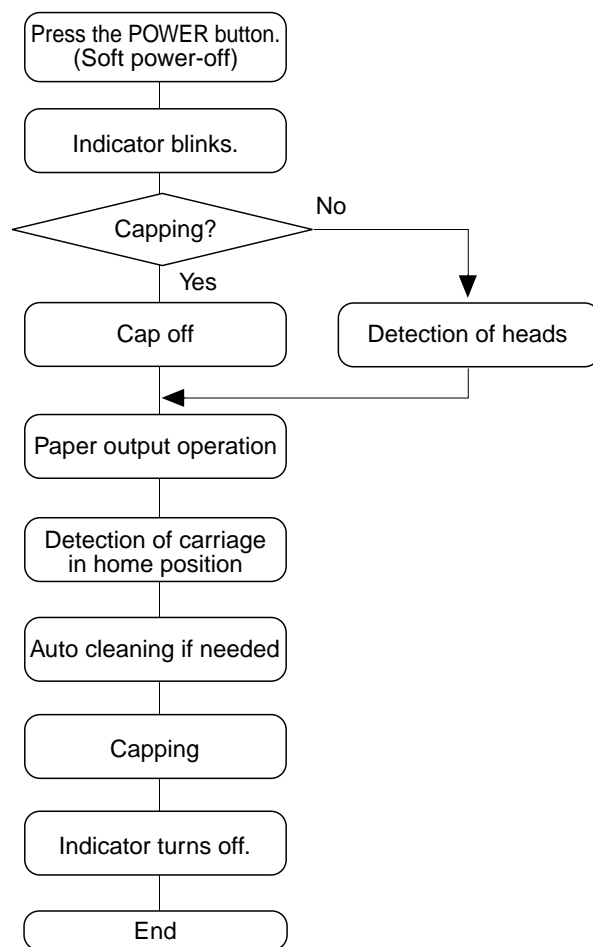 Press the POWER button.
(Soft power-off)
Indicator blinks.
Capping?
No
Yes
Cap off
Detection of heads
Paper output operation
Detection of carriage
in home position
Auto cleaning if needed
Capping
Indicator turns off.
End